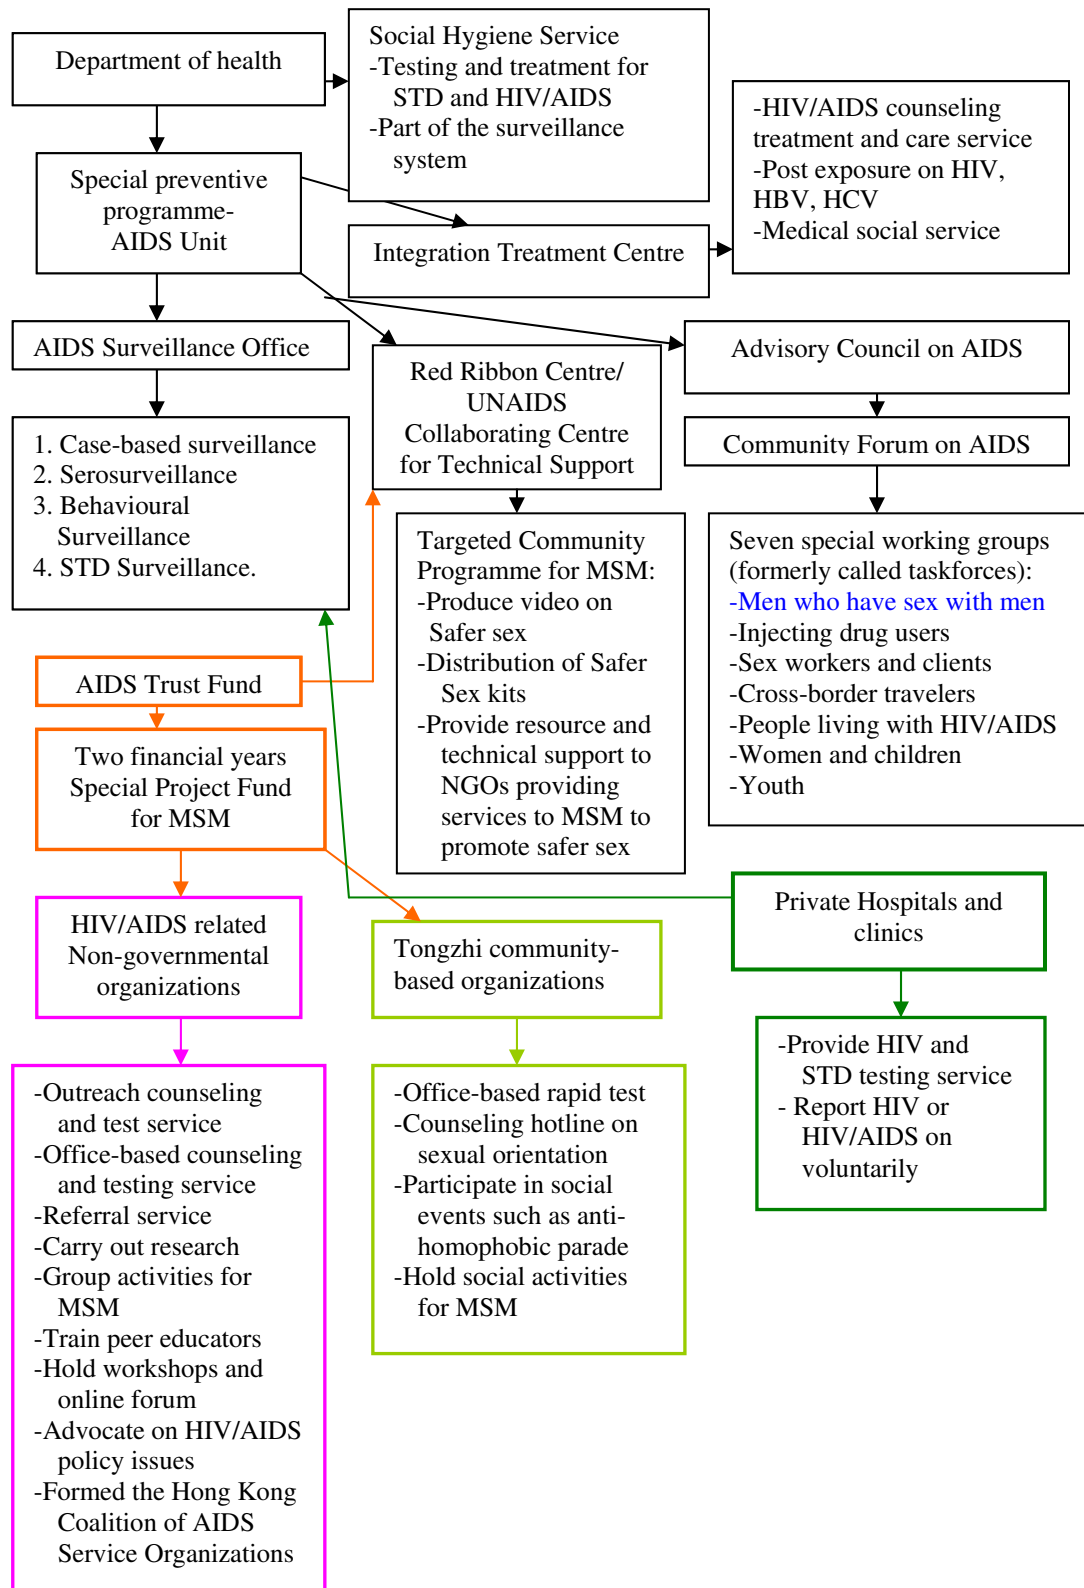 Department of health
Social Hygiene Service
-Testing and treatment for
STD and HIV/AIDS
-Part of the surveillance
system
-HIV/AIDS counseling
treatment and care service
-Post exposure on HIV,
HBV, HCV
-Medical social service
Special preventive
programme-
AIDS Unit
Integration Treatment Centre
AIDS Surveillance Office
Red Ribbon Centre/
UNAIDS
Collaborating Centre
for Technical Support
Advisory Council on AIDS
Community Forum on AIDS
1. Case-based surveillance
2. Serosurveillance
3. Behavioural
Surveillance
4. STD Surveillance.
Targeted Community
Programme for MSM:
-Produce video on
Safer sex
-Distribution of Safer
Sex kits
-Provide resource and
technical support to
NGOs providing
services to MSM to
promote safer sex
Seven special working groups
(formerly called taskforces):
-Men who have sex with men
-Injecting drug users
-Sex workers and clients
-Cross-border travelers
-People living with HIV/AIDS
-Women and children
-Youth
AIDS Trust Fund
Two financial years
Special Project Fund
for MSM
HIV/AIDS related
Non-governmental
organizations
Tongzhi community-
based organizations
Private Hospitals and
clinics
-Outreach counseling
and test service
-Office-based counseling
and testing service
-Referral service
-Carry out research
-Group activities for
MSM
-Train peer educators
-Hold workshops and
online forum
-Advocate on HIV/AIDS
policy issues
-Formed the Hong Kong
Coalition of AIDS
Service Organizations
-Office-based rapid test
-Counseling hotline on
sexual orientation
-Participate in social
events such as anti-
homophobic parade
-Hold social activities
for MSM
-Provide HIV and
STD testing service
- Report HIV or
HIV/AIDS on
voluntarily